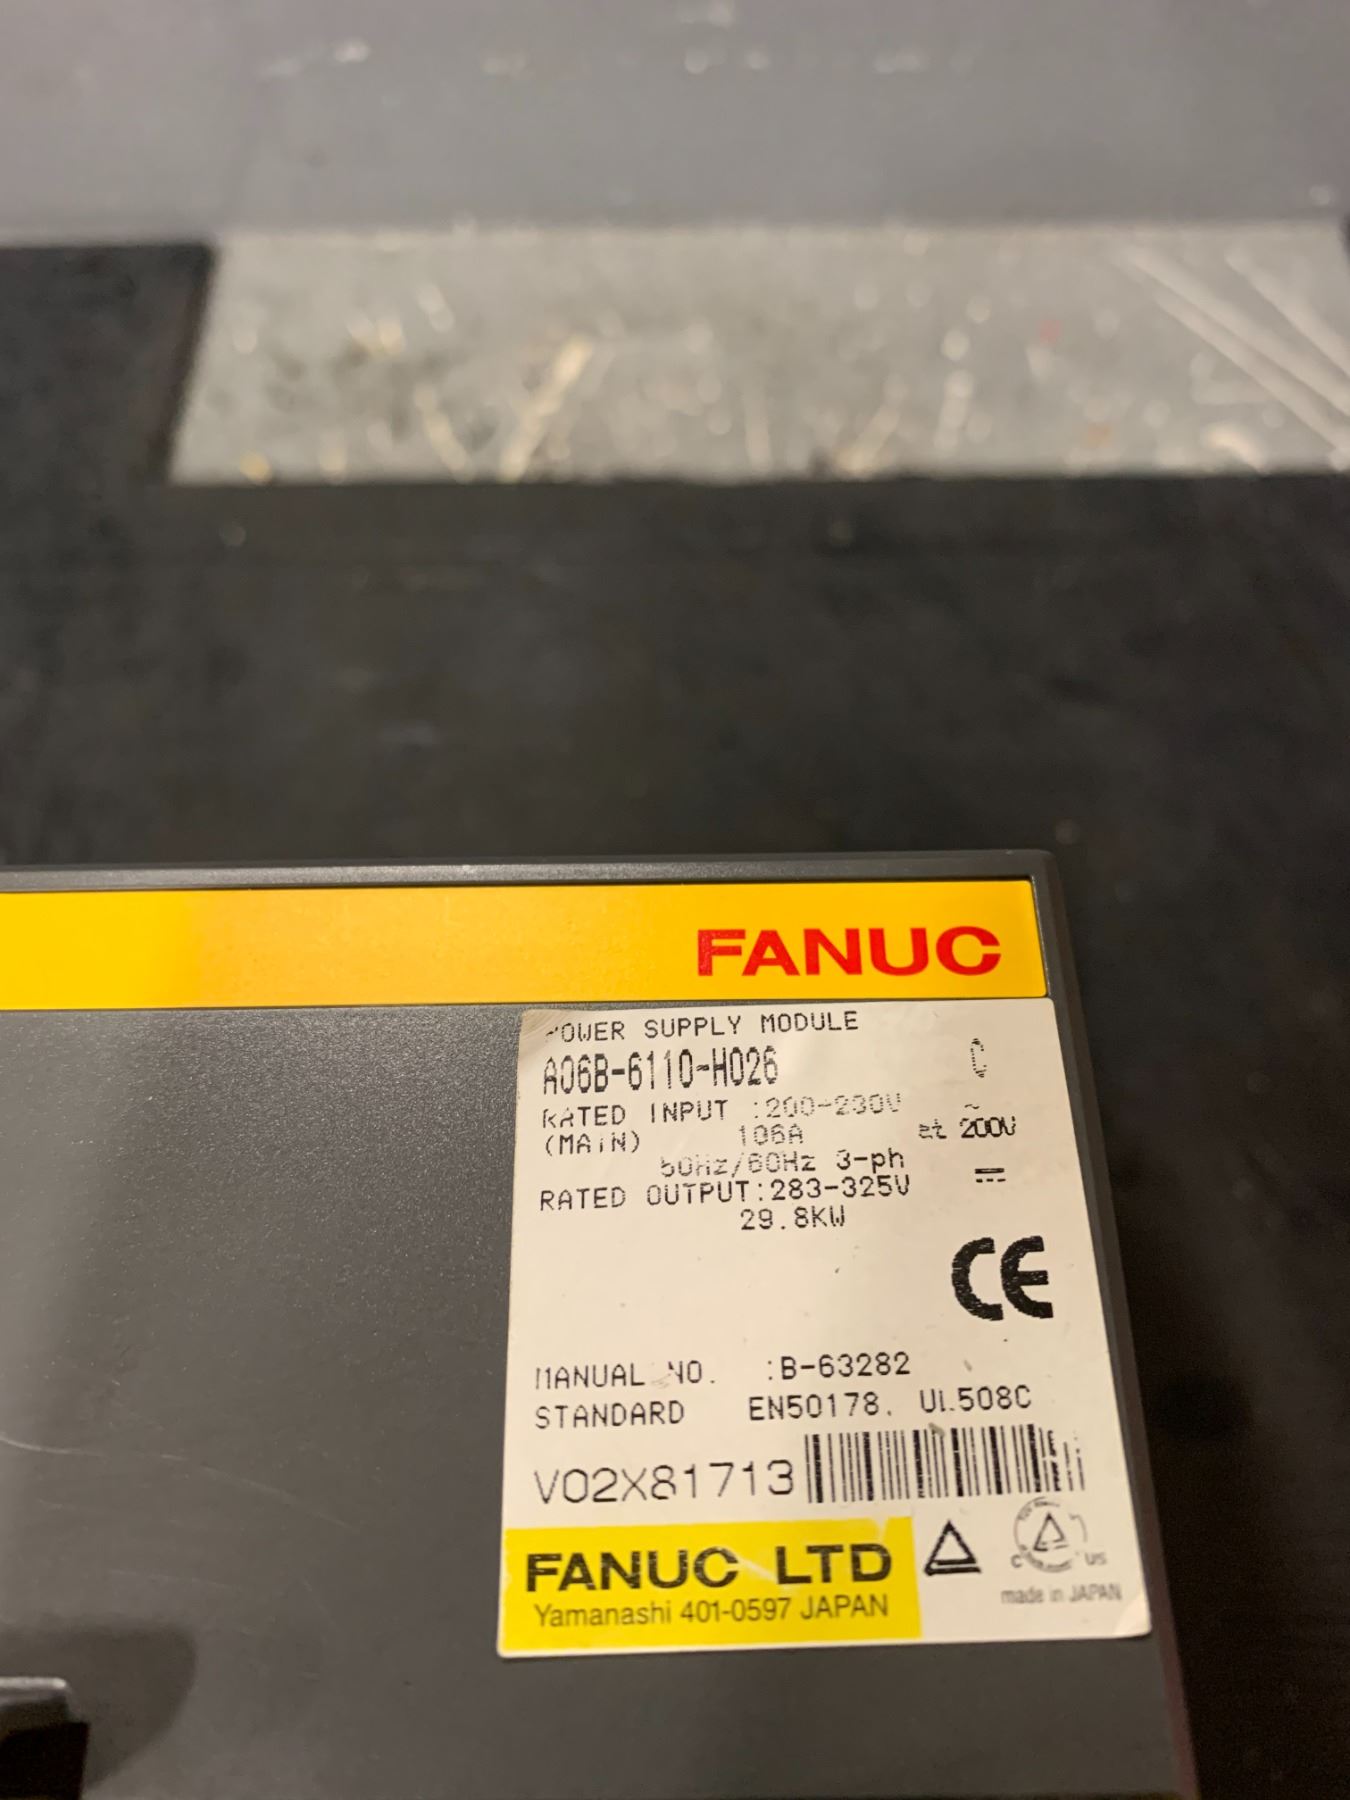 FANUC
POWER SUPPLY MODULE
A06B-6110-H026 C
RATED INPUT :200-230V ~
(MAIN) 106A at 200V
50Hz/60Hz 3-ph
RATED OUTPUT:283-325V
29.8KW
CE
MANUAL NO. :B-63282
STANDARD EN50178, UL508C
V02X81713
FANUC LTD
Yamanashi 401-0597 JAPAN
C US
made in JAPAN